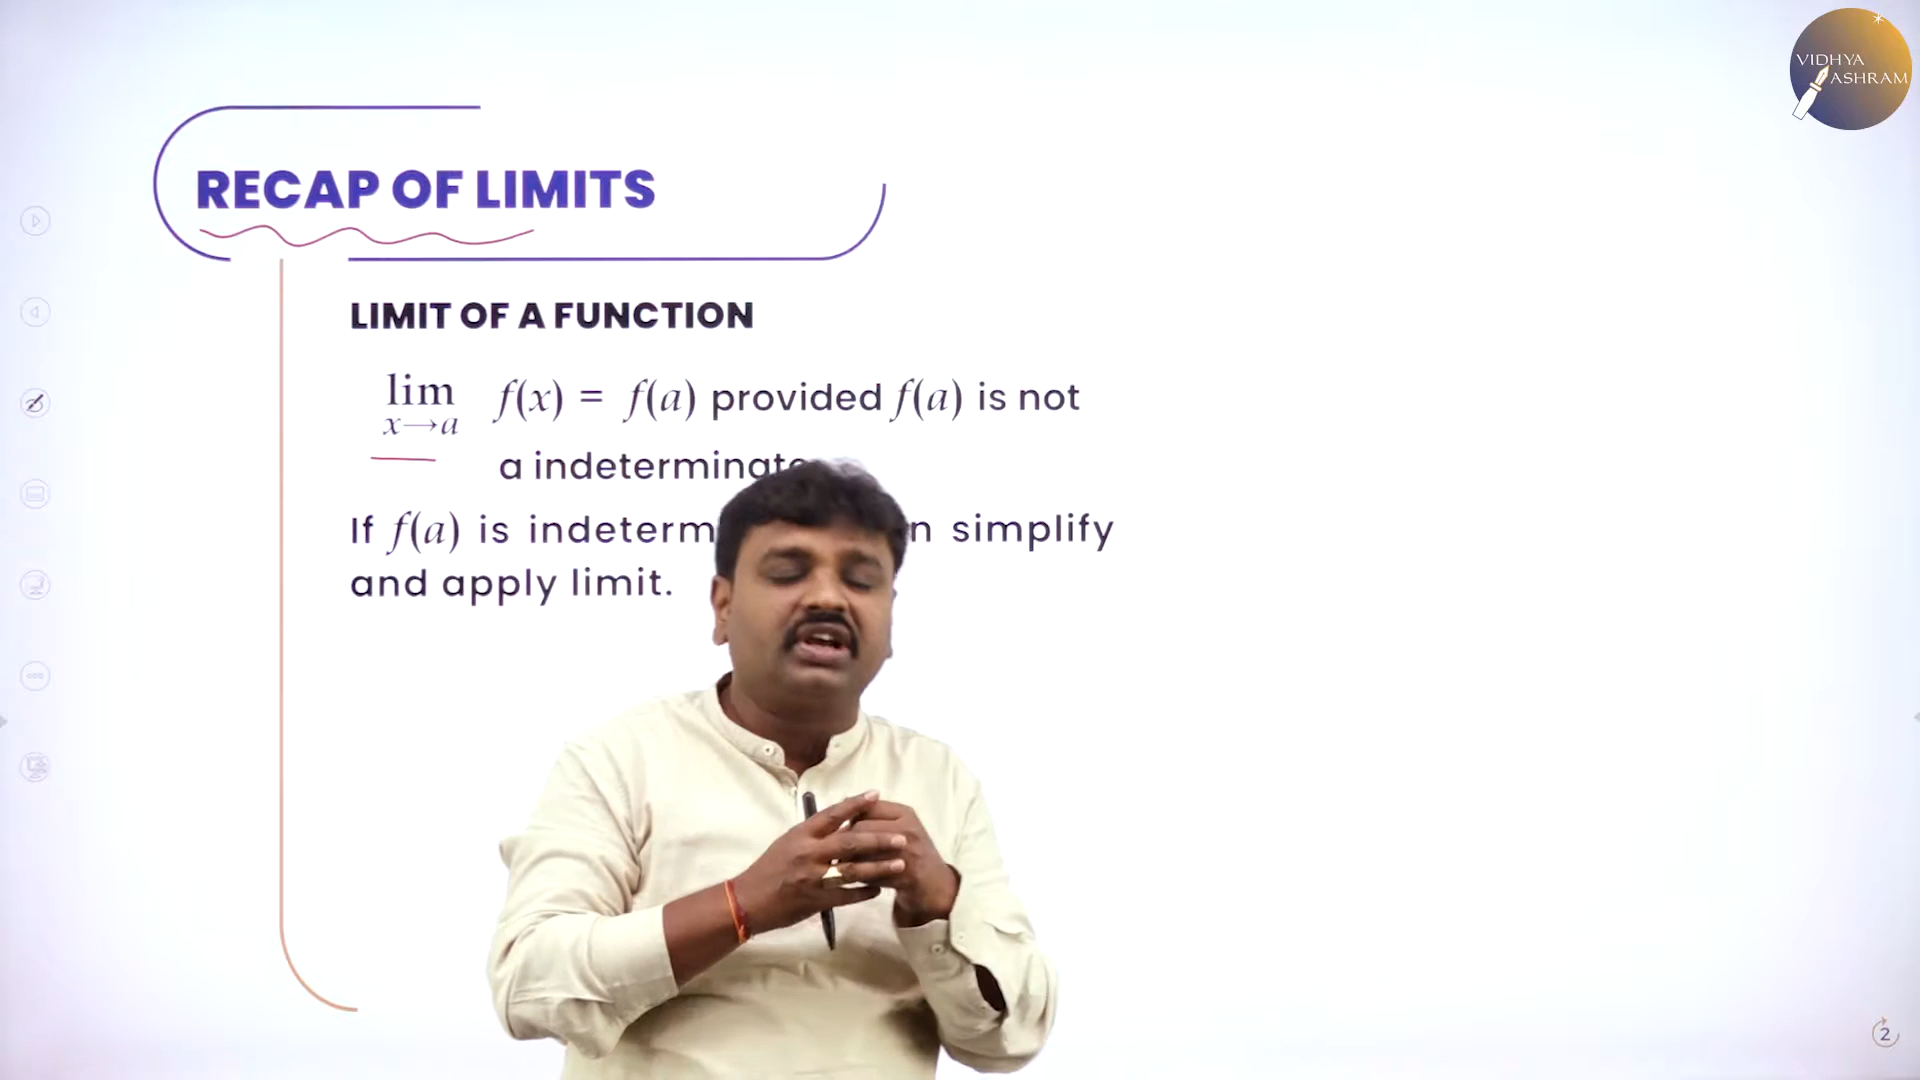 VIDHYA
ASHRAM
RECAP OF LIMITS
LIMIT OF A FUNCTION
lim f(x) = f(a) provided f(a) is not
x→a
a indeterminate
If f(a) is indeterm n simplify
and apply limit.
2